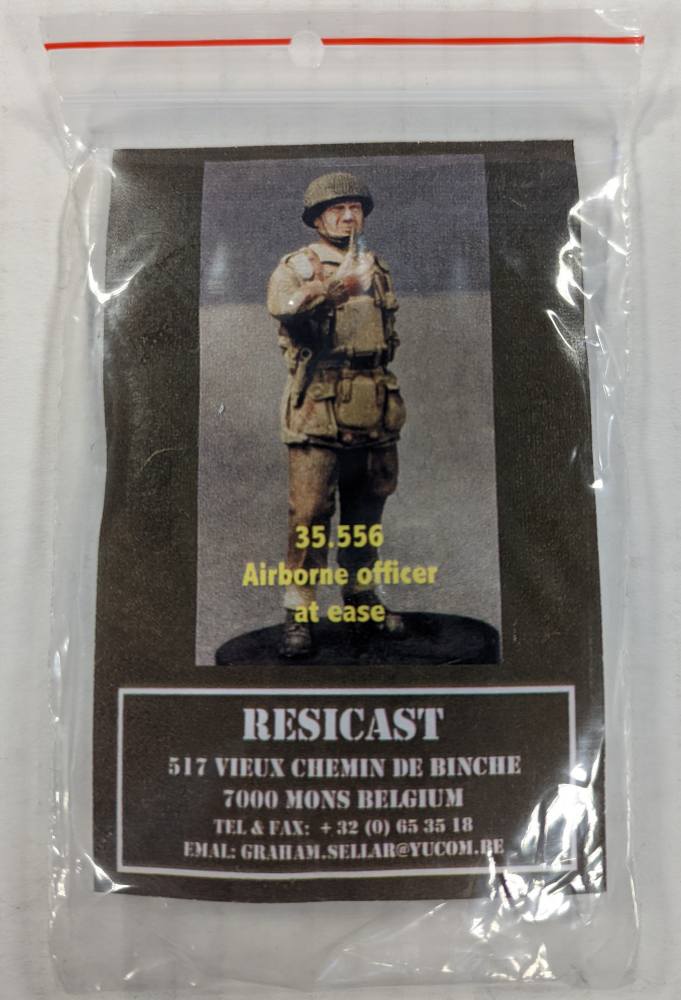 35.556
Airborne officer
at ease
RESICAST
517 VIEUX CHEMIN DE BINCHE
7000 MONS BELGIUM
TEL & FAX: +32 (0) 65 35 18
EMAL: GRAHAM.SELLAR@YUCOM.BE